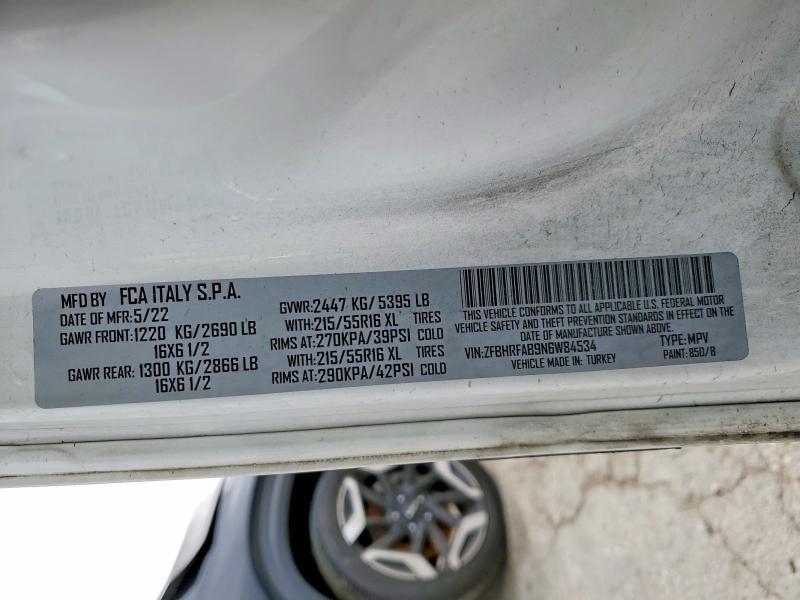 MFD BY FCA ITALY S.P.A.
DATE OF MFR: 5/22
GAWR FRONT: 1220 KG/2690 LB
16X6 1/2
GAWR REAR: 1300 KG/2866 LB
16X6 1/2
GVWR: 2447 KG/5395 LB
WITH: 215/55R16 XL TIRES
RIMS AT: 270KPA/39PSI COLD
WITH: 215/55R16 XL TIRES
RIMS AT: 290KPA/42PSI COLD
THIS VEHICLE CONFORMS TO ALL APPLICABLE U.S. FEDERAL MOTOR
VEHICLE SAFETY AND THEFT PREVENTION STANDARDS IN EFFECT ON THE
DATE OF MANUFACTURE SHOWN ABOVE.
VIN: ZFBHRFAB9N6W84534 TYPE: MPV
VEHICLE MADE IN: TURKEY PAINT: 850/B